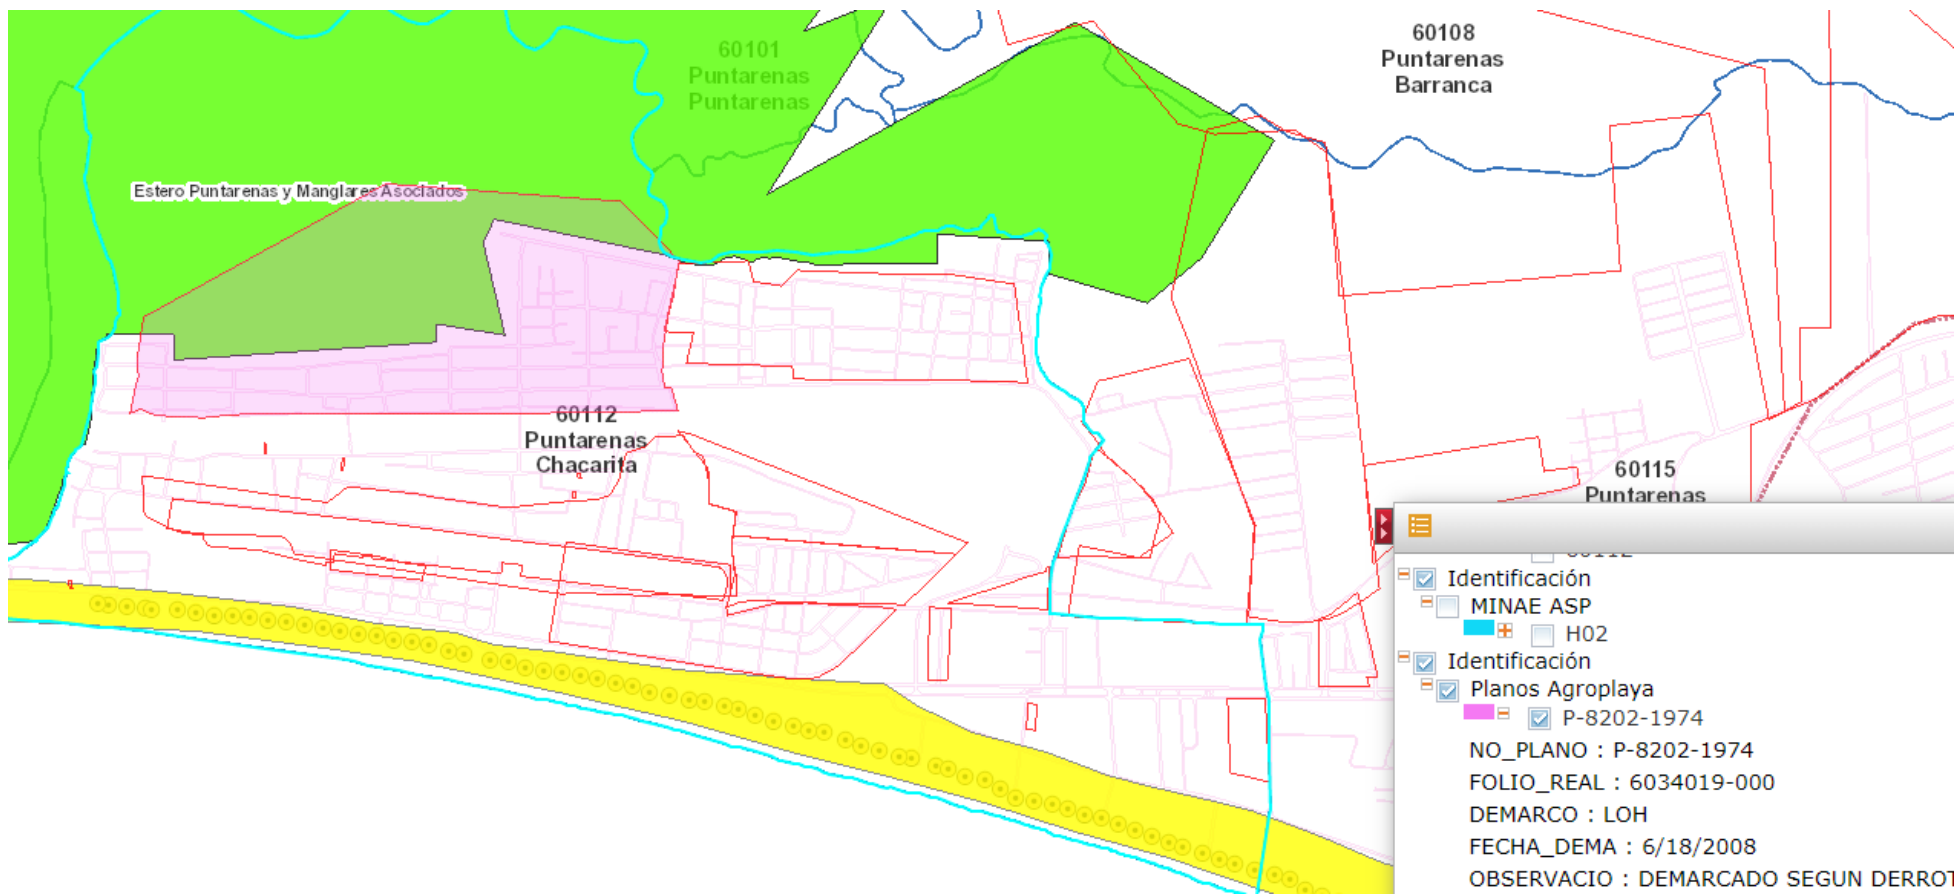 60101
Puntarenas
Puntarenas
60108
Puntarenas
Barranca
Estero Puntarenas y Manglares Asociados
60112
Puntarenas
Chacarita
60115
Puntarenas
Identificación
MINAE ASP
H02
Identificación
Planos Agroplaya
P-8202-1974
NO_PLANO : P-8202-1974
FOLIO_REAL : 6034019-000
DEMARCO : LOH
FECHA_DEMA : 6/18/2008
OBSERVACIO : DEMARCADO SEGUN DERROT